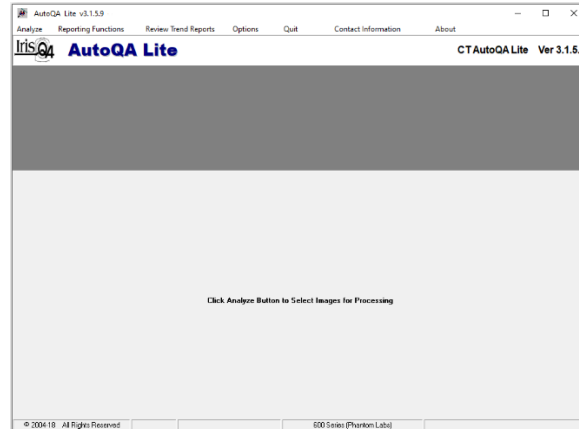 AutoQA Lite v3.1.5.9
Analyze Reporting Functions Review Trend Reports Options Quit Contact Information About
Iris QA AutoQA Lite CT AutoQA Lite Ver 3.1.5.
Click Analyze Button to Select Images for Processing
© 2004-18 All Rights Reserved 600 Series (Phantom Labs)